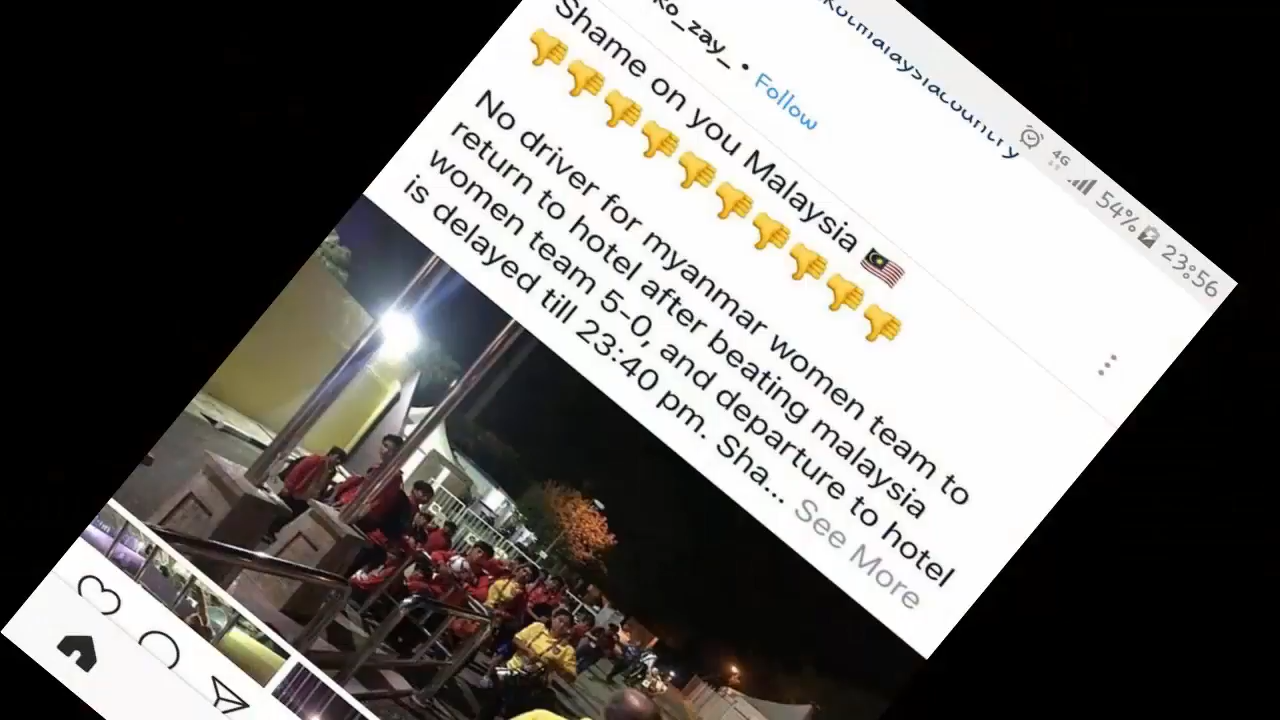 54% 23:56
4G
Follow
Shame on you Malaysia 🇲🇾
👎👎👎👎👎👎👎👎👎👎
No driver for myanmar women team to
return to hotel after beating malaysia
women team 5-0, and departure to hotel
is delayed till 23:40 pm. Sha... See More